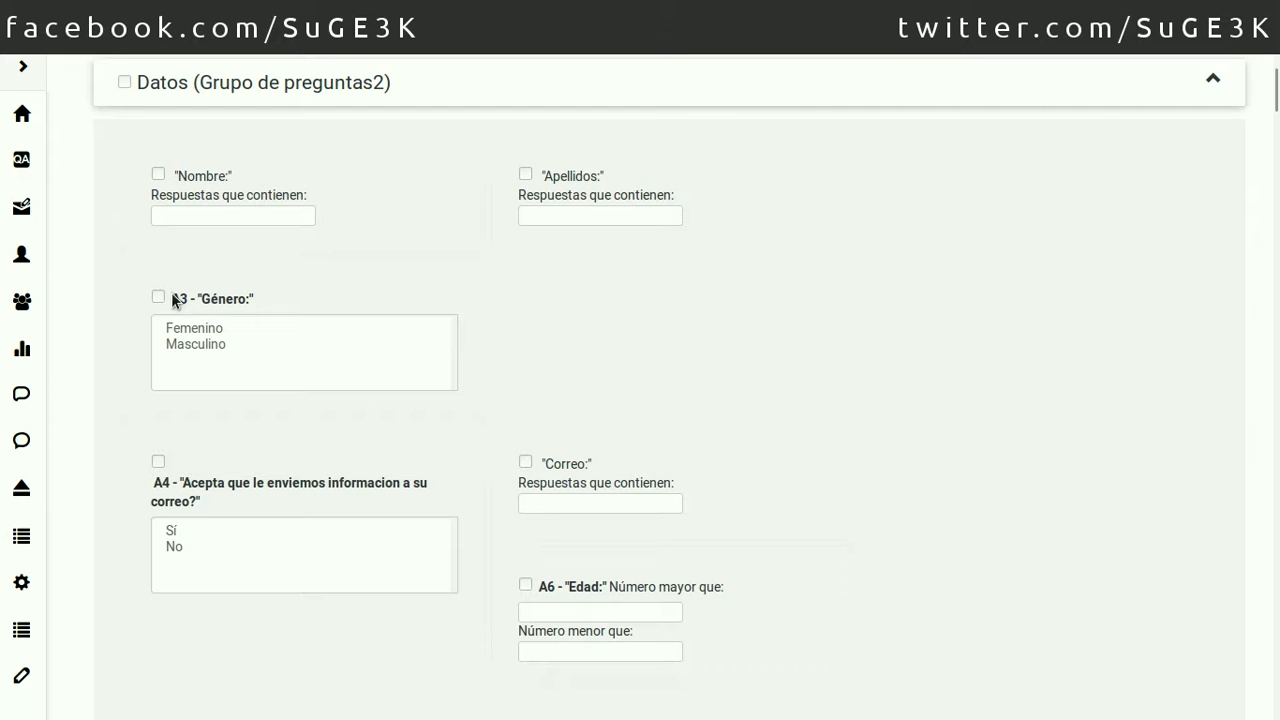 facebook.com/SuGE3K
twitter.com/SuGE3K
Datos (Grupo de preguntas2)
"Nombre:"
Respuestas que contienen:
"Apellidos:"
Respuestas que contienen:
A3 - "Género:"
Femenino
Masculino
A4 - "Acepta que le enviemos informacion a su
correo?"
Sí
No
"Correo:"
Respuestas que contienen:
A6 - "Edad:" Número mayor que:
Número menor que:
QA